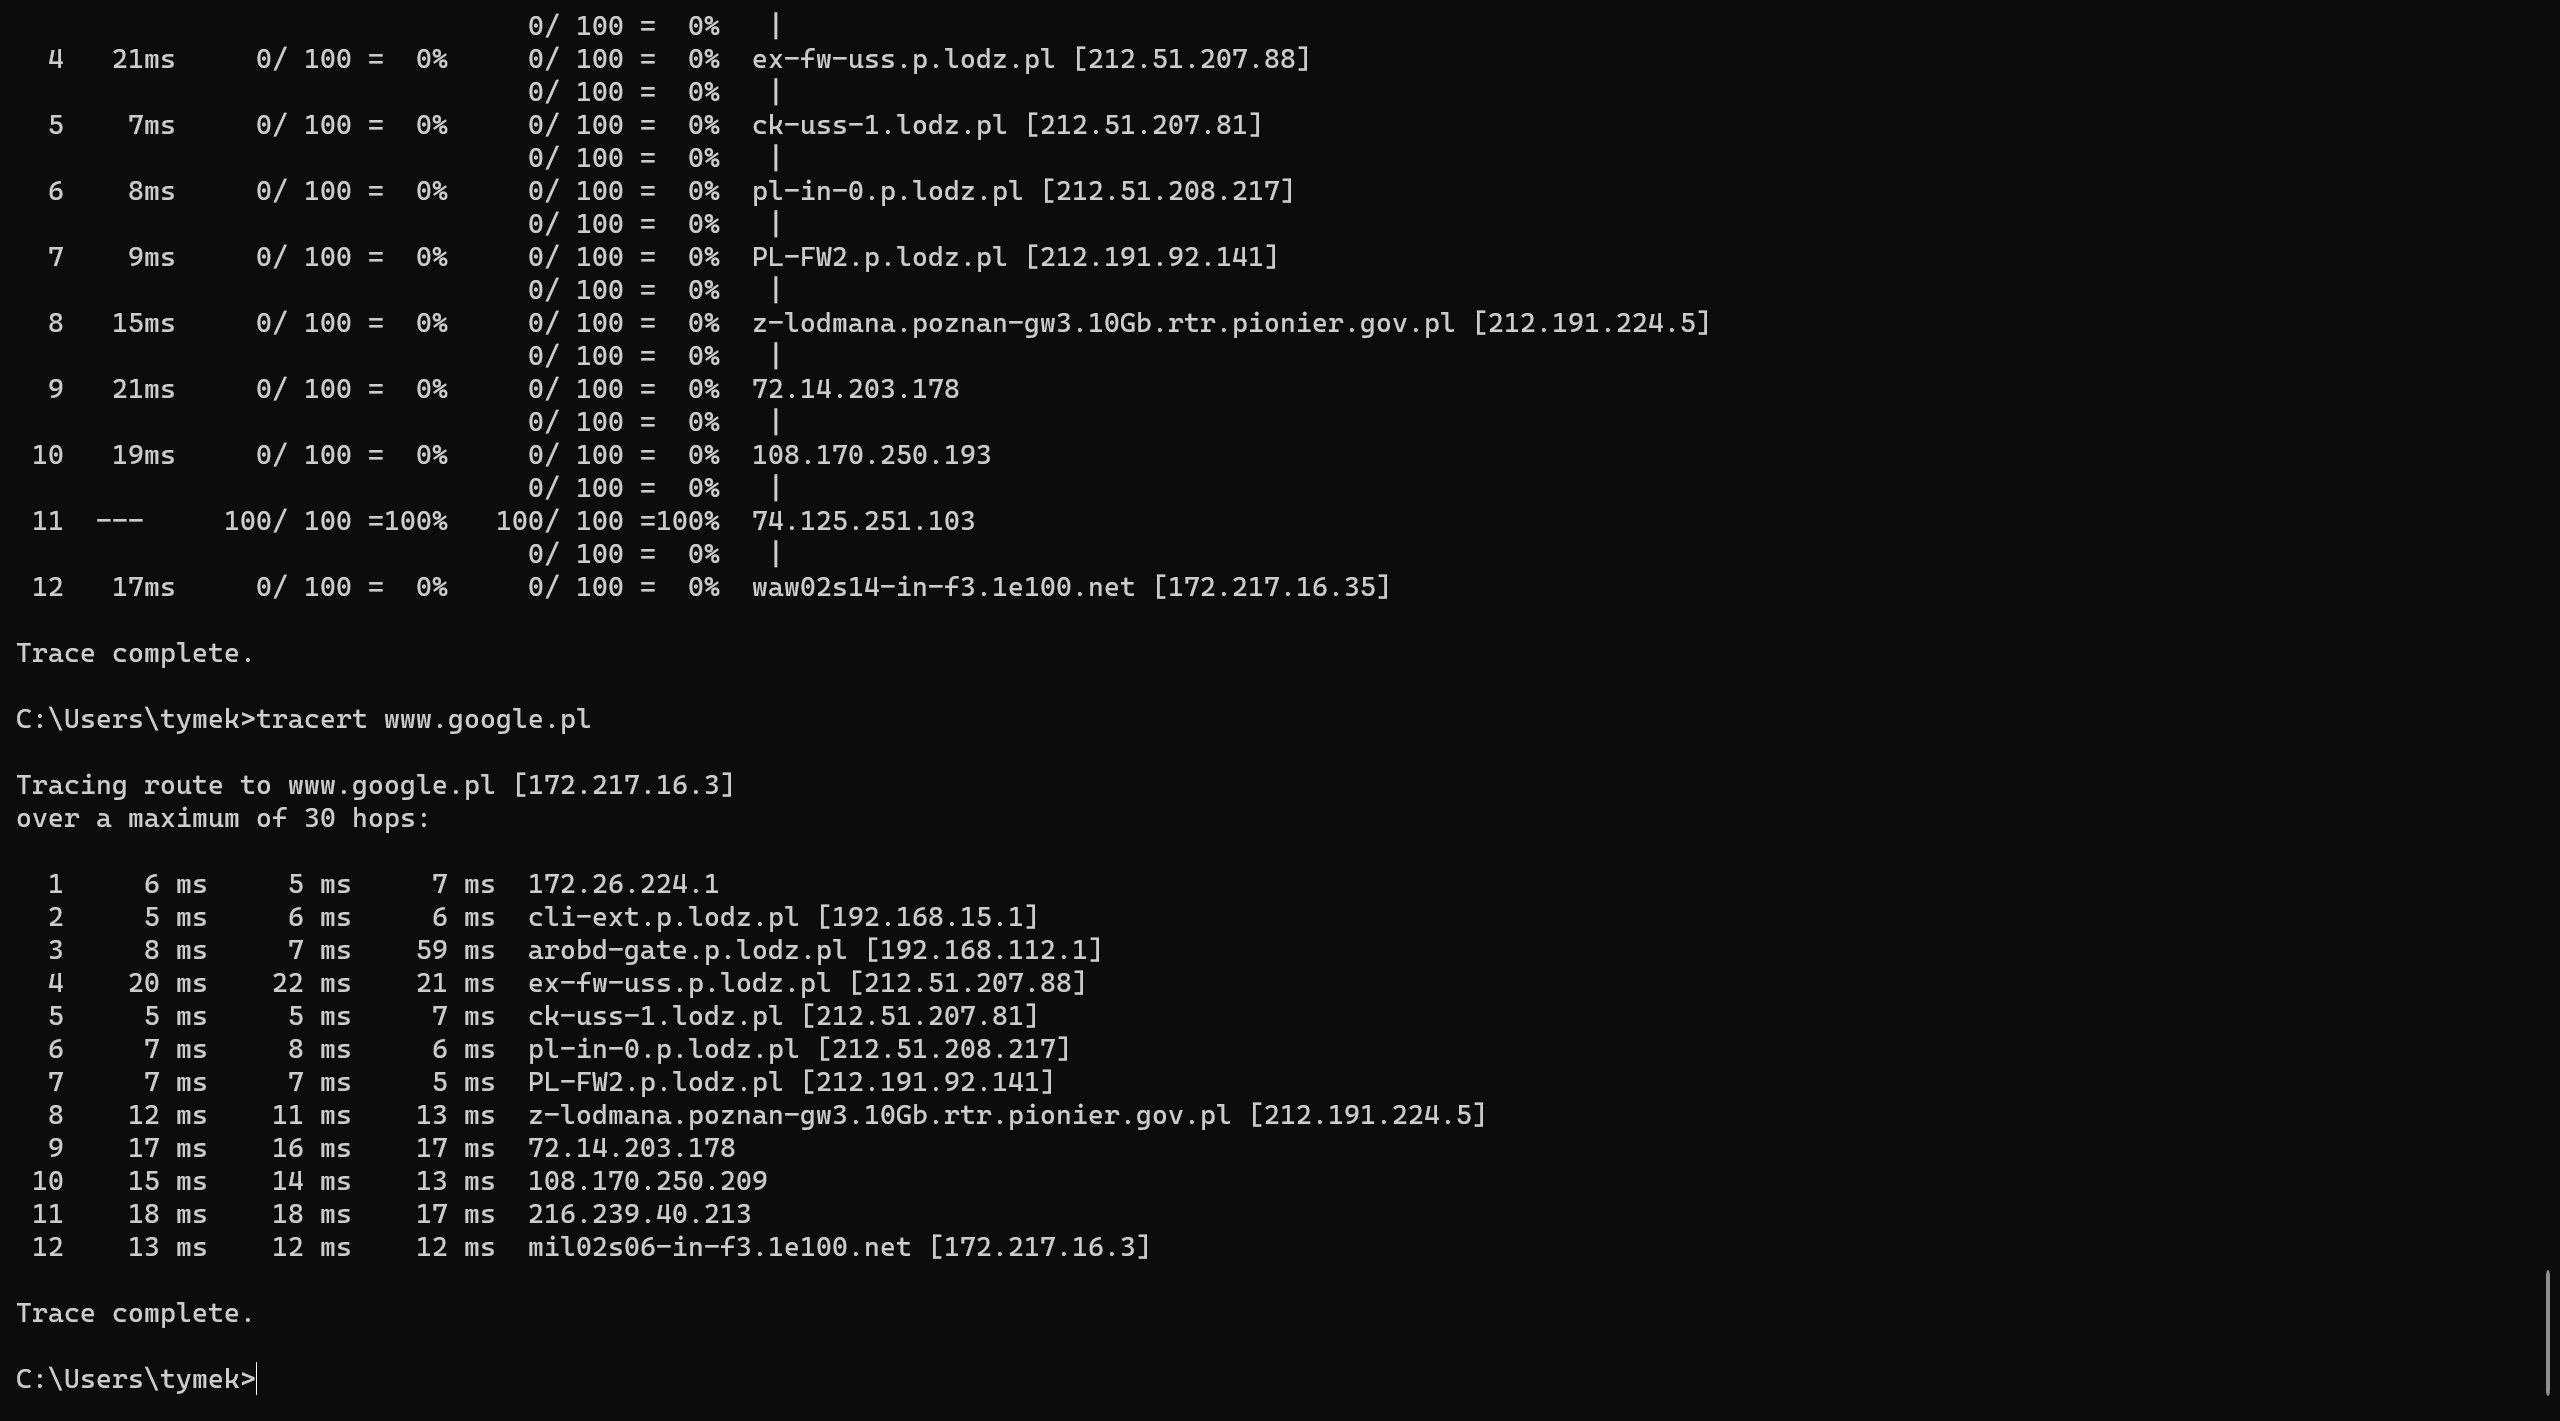 0/ 100 =  0%   |
  4   21ms     0/ 100 =  0%     0/ 100 =  0%  ex-fw-uss.p.lodz.pl [212.51.207.88]
                                0/ 100 =  0%   |
  5    7ms     0/ 100 =  0%     0/ 100 =  0%  ck-uss-1.lodz.pl [212.51.207.81]
                                0/ 100 =  0%   |
  6    8ms     0/ 100 =  0%     0/ 100 =  0%  pl-in-0.p.lodz.pl [212.51.208.217]
                                0/ 100 =  0%   |
  7    9ms     0/ 100 =  0%     0/ 100 =  0%  PL-FW2.p.lodz.pl [212.191.92.141]
                                0/ 100 =  0%   |
  8   15ms     0/ 100 =  0%     0/ 100 =  0%  z-lodmana.poznan-gw3.10Gb.rtr.pionier.gov.pl [212.191.224.5]
                                0/ 100 =  0%   |
  9   21ms     0/ 100 =  0%     0/ 100 =  0%  72.14.203.178
                                0/ 100 =  0%   |
 10   19ms     0/ 100 =  0%     0/ 100 =  0%  108.170.250.193
                                0/ 100 =  0%   |
 11  ---     100/ 100 =100%   100/ 100 =100%  74.125.251.103
                                0/ 100 =  0%   |
 12   17ms     0/ 100 =  0%     0/ 100 =  0%  waw02s14-in-f3.1e100.net [172.217.16.35]
Trace complete.
C:\Users\tymek>tracert www.google.pl
Tracing route to www.google.pl [172.217.16.3]
over a maximum of 30 hops:
  1     6 ms     5 ms     7 ms  172.26.224.1
  2     5 ms     6 ms     6 ms  cli-ext.p.lodz.pl [192.168.15.1]
  3     8 ms     7 ms    59 ms  arobd-gate.p.lodz.pl [192.168.112.1]
  4    20 ms    22 ms    21 ms  ex-fw-uss.p.lodz.pl [212.51.207.88]
  5     5 ms     5 ms     7 ms  ck-uss-1.lodz.pl [212.51.207.81]
  6     7 ms     8 ms     6 ms  pl-in-0.p.lodz.pl [212.51.208.217]
  7     7 ms     7 ms     5 ms  PL-FW2.p.lodz.pl [212.191.92.141]
  8    12 ms    11 ms    13 ms  z-lodmana.poznan-gw3.10Gb.rtr.pionier.gov.pl [212.191.224.5]
  9    17 ms    16 ms    17 ms  72.14.203.178
 10    15 ms    14 ms    13 ms  108.170.250.209
 11    18 ms    18 ms    17 ms  216.239.40.213
 12    13 ms    12 ms    12 ms  mil02s06-in-f3.1e100.net [172.217.16.3]
Trace complete.
C:\Users\tymek>